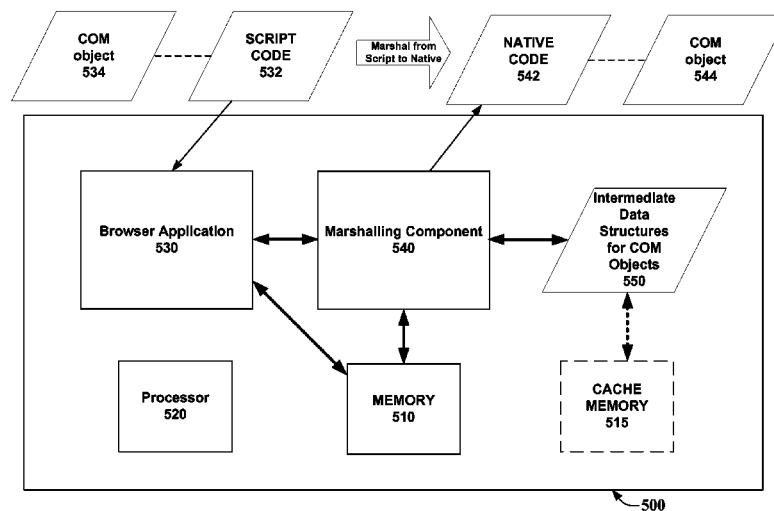 COM
object
534
SCRIPT
CODE
532
Marshal from
Script to Native
NATIVE
CODE
542
COM
object
544
Browser Application
530
Marshalling Component
540
Intermediate
Data
Structures
for COM
Objects
550
Processor
520
MEMORY
510
CACHE
MEMORY
515
500